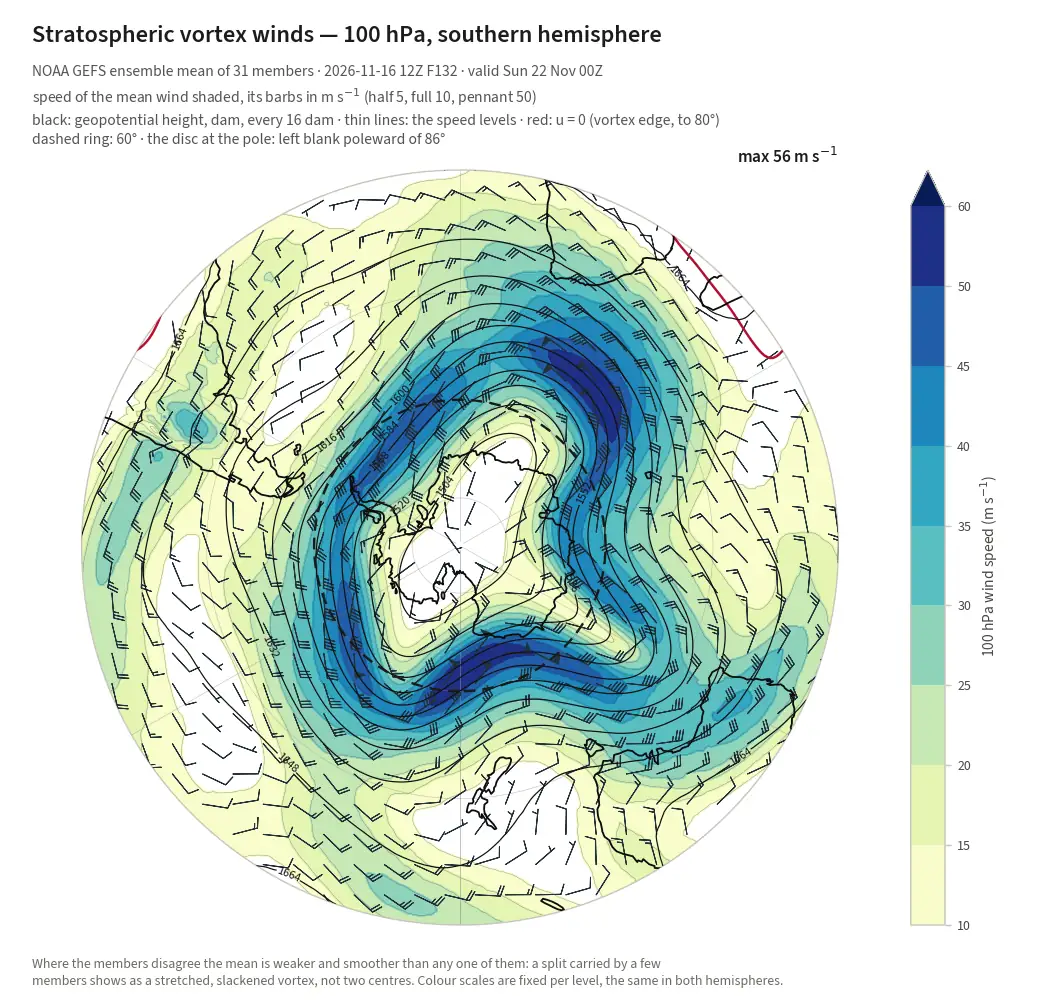 Stratospheric vortex winds — 100 hPa, southern hemisphere
NOAA GEFS ensemble mean of 31 members · 2026-11-16 12Z F132 · valid Sun 22 Nov 00Z
speed of the mean wind shaded, its barbs in m s⁻¹ (half 5, full 10, pennant 50)
black: geopotential height, dam, every 16 dam · thin lines: the speed levels · red: u = 0 (vortex edge, to 80°)
dashed ring: 60° · the disc at the pole: left blank poleward of 86°
max 56 m s⁻¹
60
50
45
40
35
30
25
20
15
10
100 hPa wind speed (m s⁻¹)
1664
1664
1600
1584
1616
1504
1520
1648
1664
1664
Where the members disagree the mean is weaker and smoother than any one of them: a split carried by a few
members shows as a stretched, slackened vortex, not two centres. Colour scales are fixed per level, the same in both hemispheres.